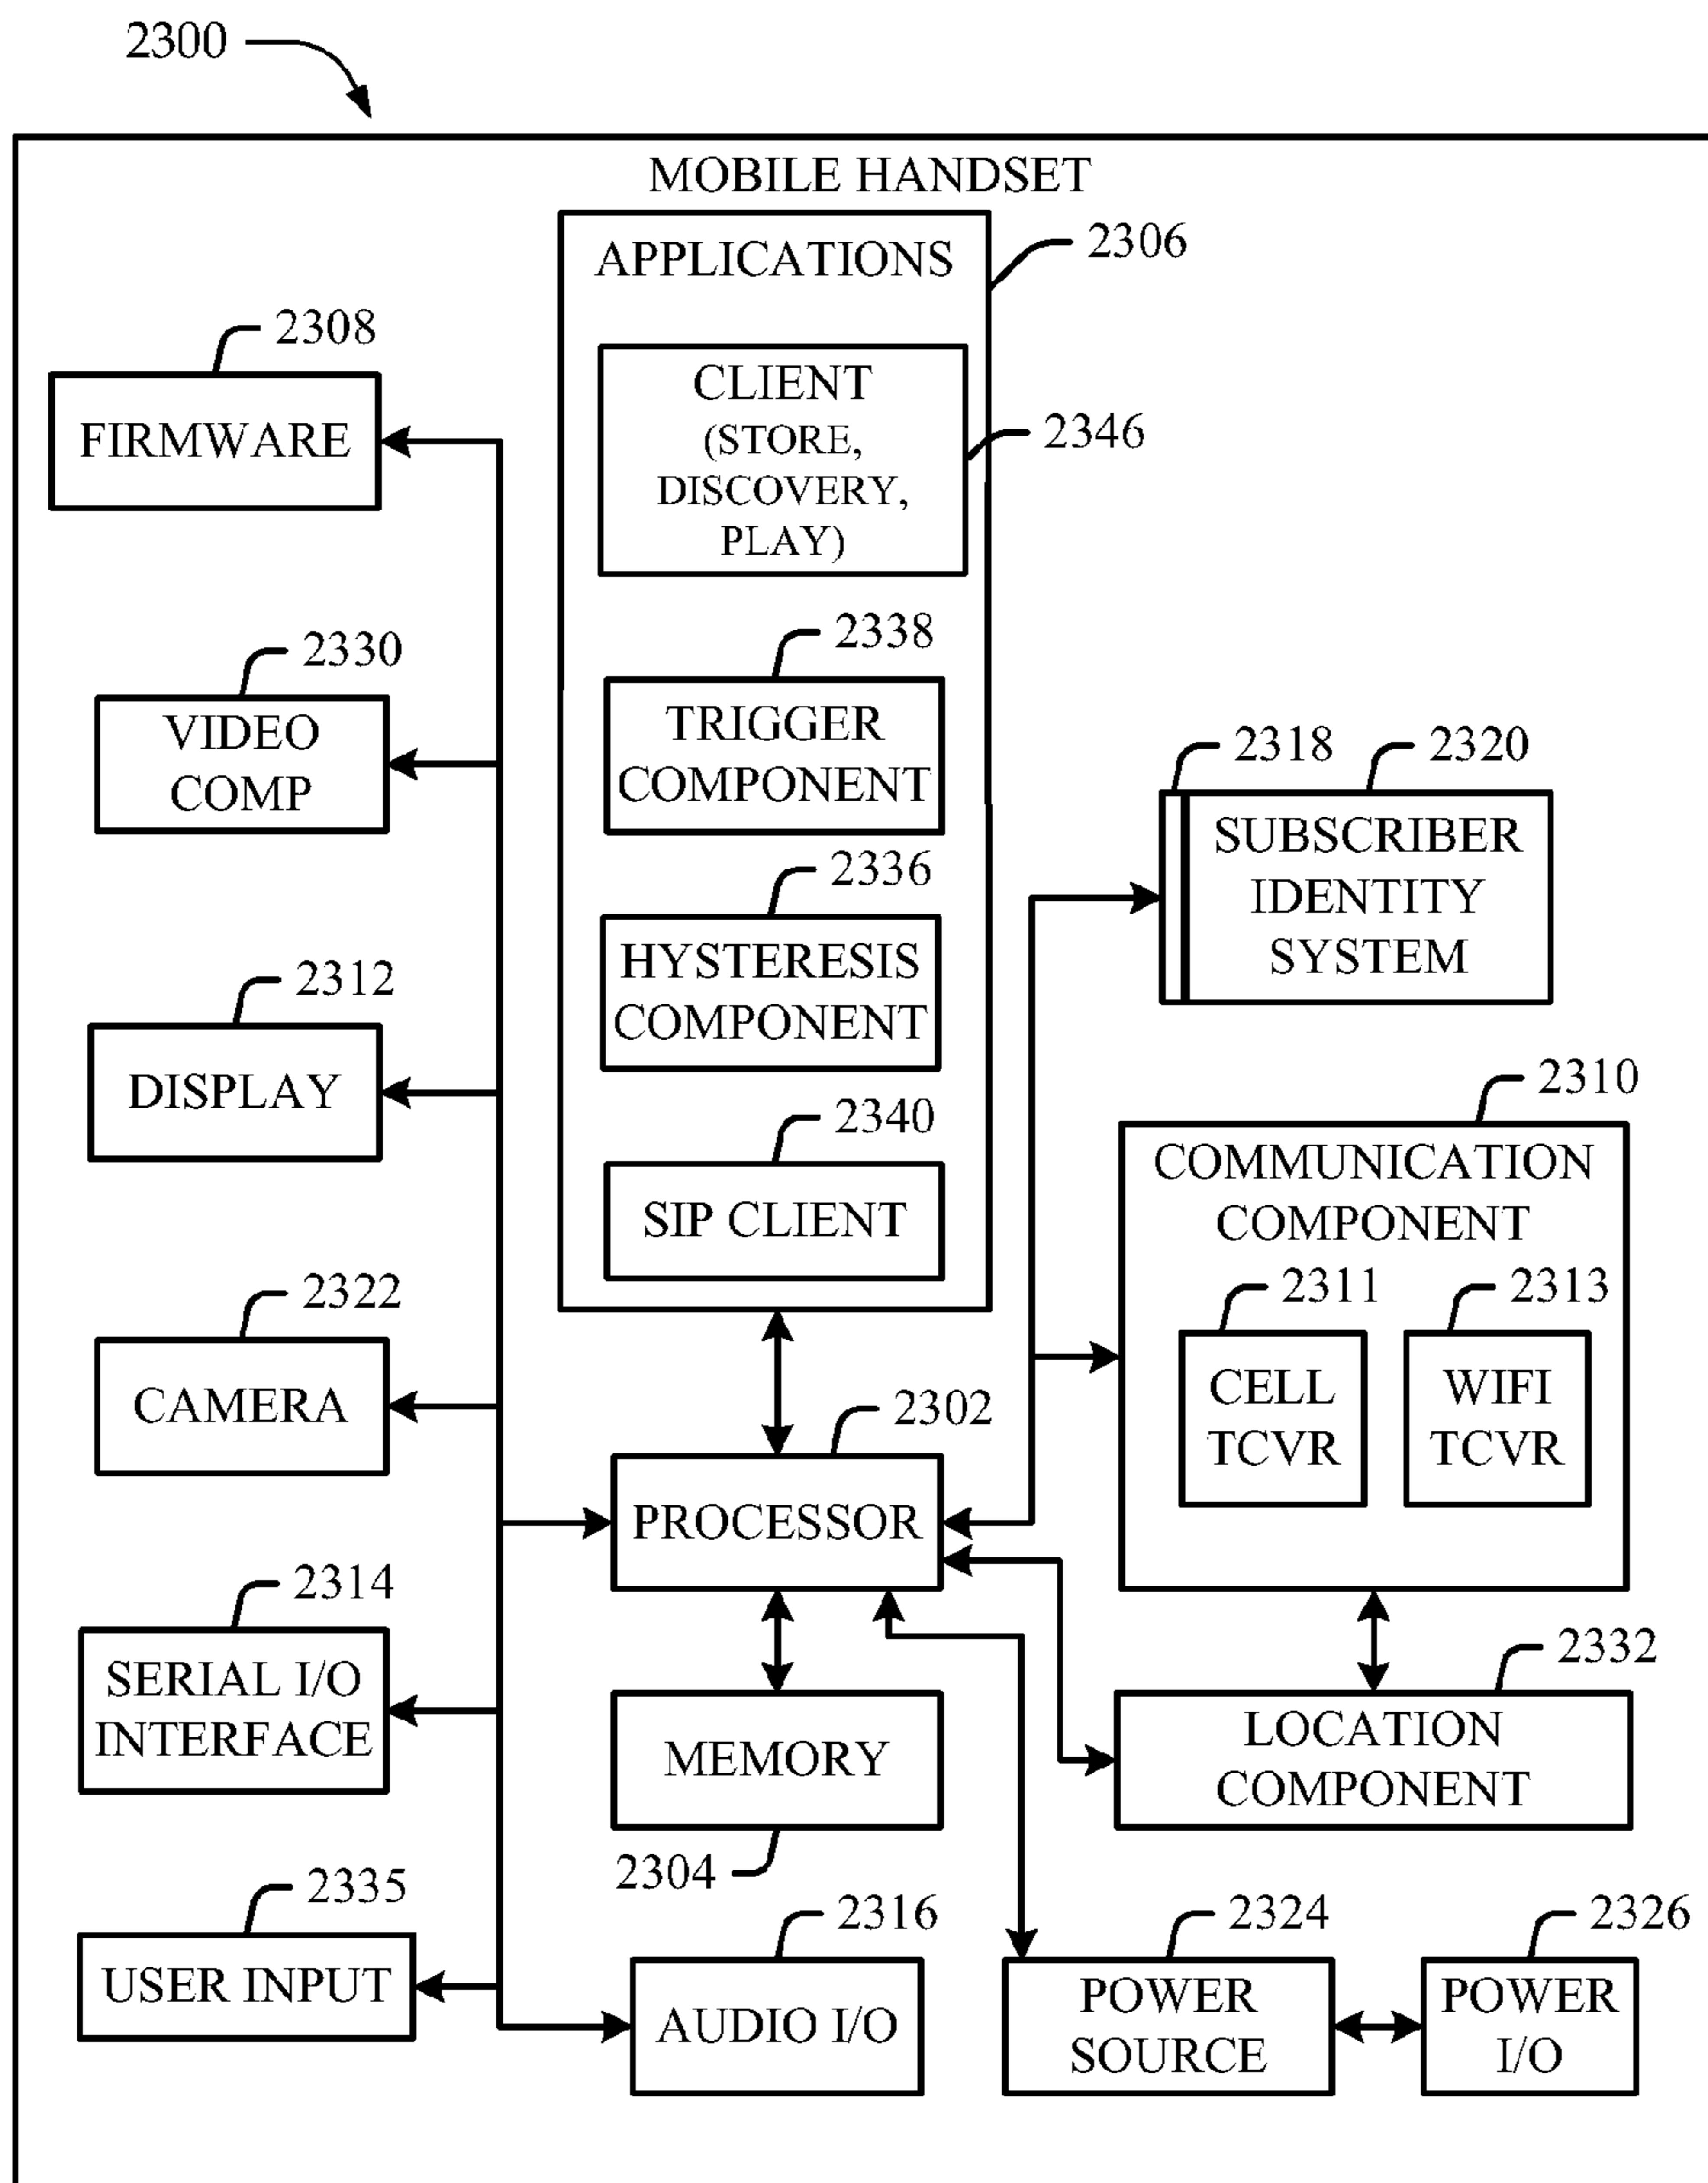 2300
MOBILE HANDSET
APPLICATIONS
2306
CLIENT
(STORE,
DISCOVERY,
PLAY)
2346
2338
TRIGGER
COMPONENT
2336
HYSTERESIS
COMPONENT
2340
SIP CLIENT
2308
FIRMWARE
2330
VIDEO
COMP
2312
DISPLAY
2322
CAMERA
2314
SERIAL I/O
INTERFACE
2335
USER INPUT
2302
PROCESSOR
MEMORY
2304
2316
AUDIO I/O
2318
2320
SUBSCRIBER
IDENTITY
SYSTEM
2310
COMMUNICATION
COMPONENT
2311
CELL
TCVR
2313
WIFI
TCVR
2332
LOCATION
COMPONENT
2324
POWER
SOURCE
2326
POWER
I/O